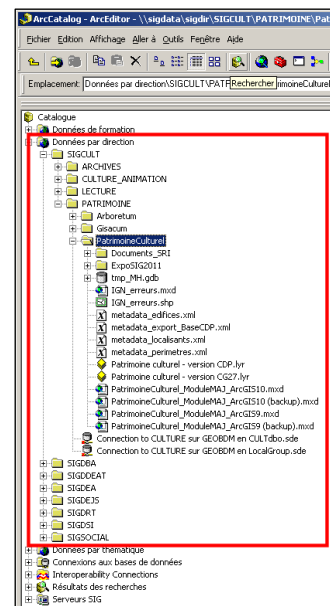 ArcCatalog - ArcEditor - \\sigdata\sigdir\SIGCULT\PATRIMOINE\Pat
Fichier Edition Affichage Aller à Outils Fenêtre Aide
Emplacement Données par direction\SIGCULT\PATF Rechercher rimoineCulturel
Catalogue
Données de formation
Données par direction
SIGCULT
ARCHIVES
CULTURE_ANIMATION
LECTURE
PATRIMOINE
Arboretum
Gisacum
PatrimoineCulturel
Documents_SRI
ExpoSIG2011
tmp_MH.gdb
IGN_erreurs.mxd
IGN_erreurs.shp
metadata_edifices.xml
metadata_export_BaseCDP.xml
metadata_localisants.xml
metadata_perimetres.xml
Patrimoine culturel - version CDP.lyr
Patrimoine culturel - version CG27.lyr
PatrimoineCulturel_ModuleMAJ_ArcGIS10.mxd
PatrimoineCulturel_ModuleMAJ_ArcGIS10 (backup).mxd
PatrimoineCulturel_ModuleMAJ_ArcGIS9.mxd
PatrimoineCulturel_ModuleMAJ_ArcGIS9 (backup).mxd
Connection to CULTURE sur GEOBDM en CULTdbo.sde
Connection to CULTURE sur GEOBDM en LocalGroup.sde
SIGDBA
SIGDDEAT
SIGDEA
SIGDEJS
SIGDRT
SIGDSI
SIGSOCIAL
Données par thématique
Connexions aux bases de données
Interoperability Connections
Résultats des recherches
Serveurs SIG